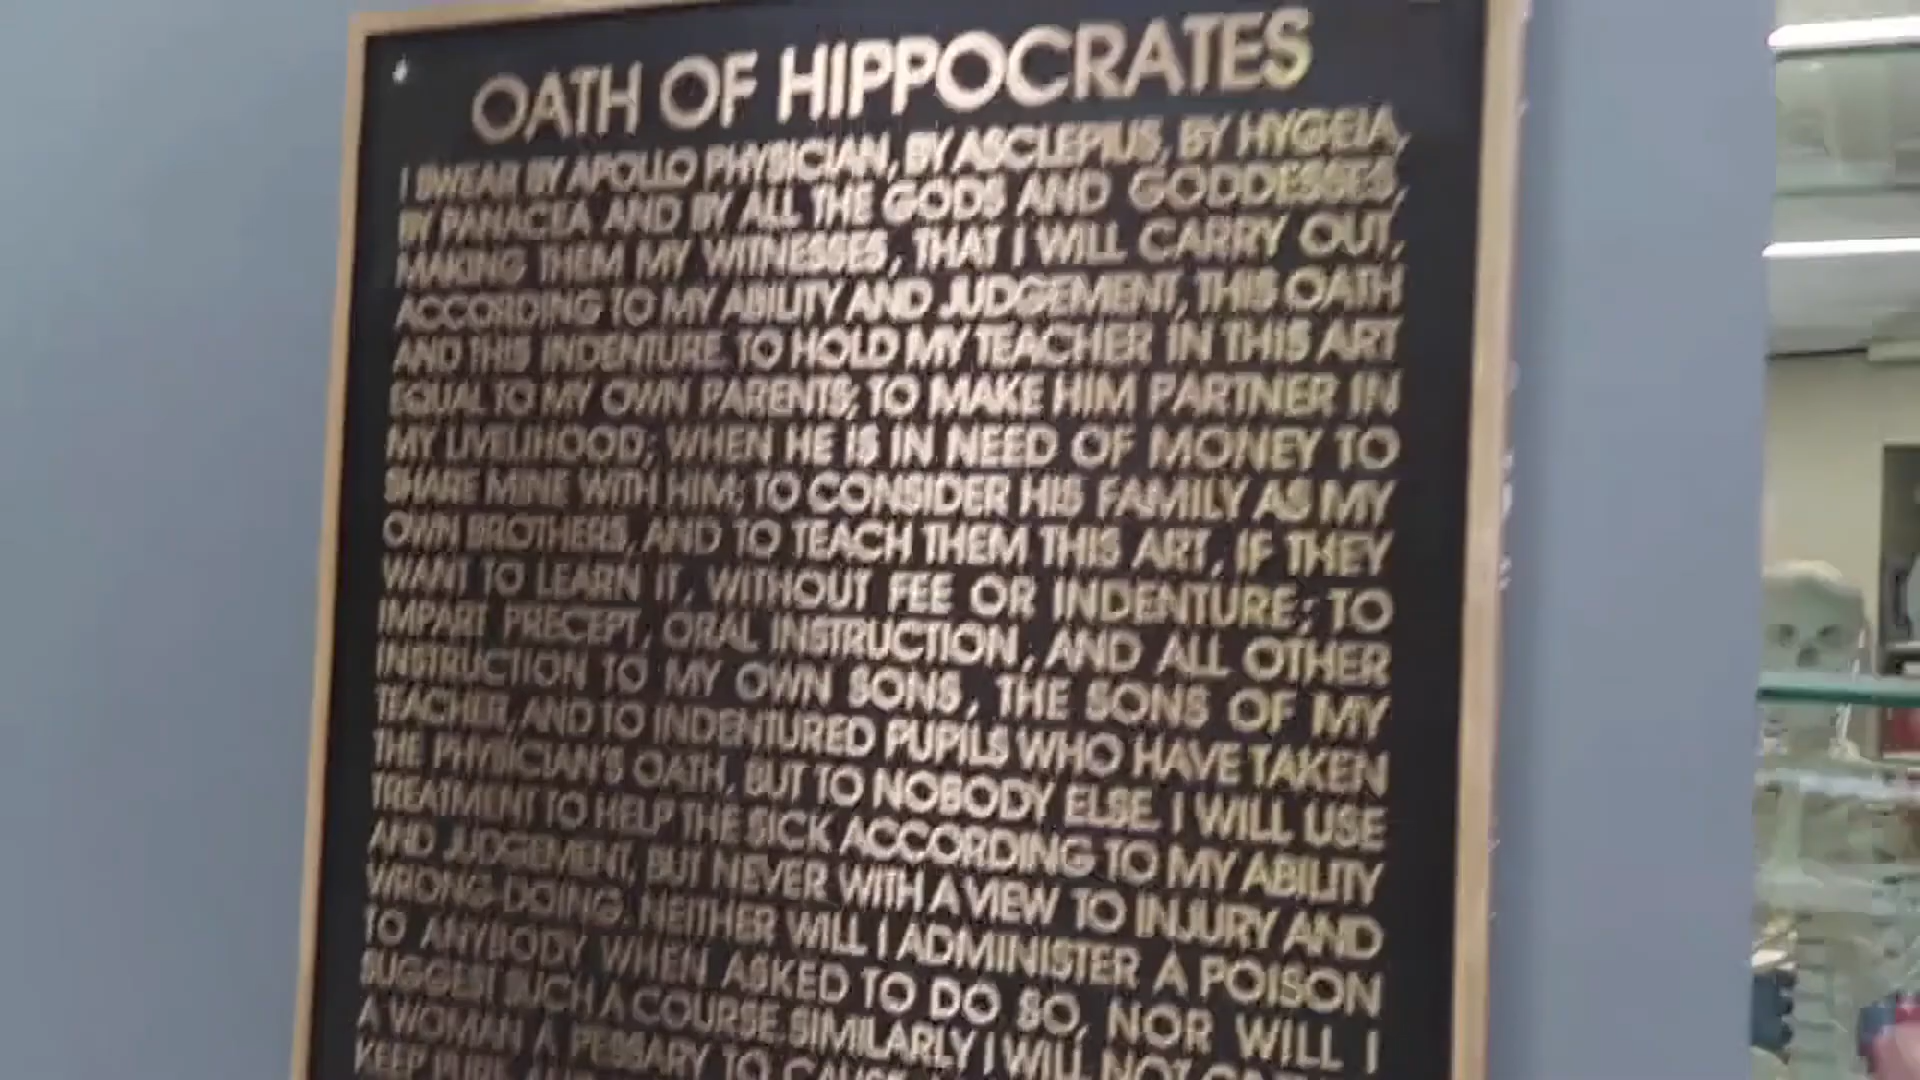 OATH OF HIPPOCRATES
I SWEAR BY APOLLO PHYSICIAN, BY ASCLEPIUS, BY HYGEIA,
BY PANACEA AND BY ALL THE GODS AND GODDESSES,
MAKING THEM MY WITNESSES, THAT I WILL CARRY OUT,
ACCORDING TO MY ABILITY AND JUDGEMENT, THIS OATH
AND THIS INDENTURE. TO HOLD MY TEACHER IN THIS ART
EQUAL TO MY OWN PARENTS; TO MAKE HIM PARTNER IN
MY LIVELIHOOD; WHEN HE IS IN NEED OF MONEY TO
SHARE MINE WITH HIM; TO CONSIDER HIS FAMILY AS MY
OWN BROTHERS, AND TO TEACH THEM THIS ART, IF THEY
WANT TO LEARN IT, WITHOUT FEE OR INDENTURE; TO
IMPART PRECEPT, ORAL INSTRUCTION, AND ALL OTHER
INSTRUCTION TO MY OWN SONS, THE SONS OF MY
TEACHER, AND TO INDENTURED PUPILS WHO HAVE TAKEN
THE PHYSICIAN'S OATH, BUT TO NOBODY ELSE. I WILL USE
TREATMENT TO HELP THE SICK ACCORDING TO MY ABILITY
AND JUDGEMENT, BUT NEVER WITH A VIEW TO INJURY AND
WRONG-DOING. NEITHER WILL I ADMINISTER A POISON
TO ANYBODY WHEN ASKED TO DO SO, NOR WILL I
SUGGEST SUCH A COURSE. SIMILARLY I WILL NOT
A WOMAN A PESSARY TO CAUSE
KEEP PURE